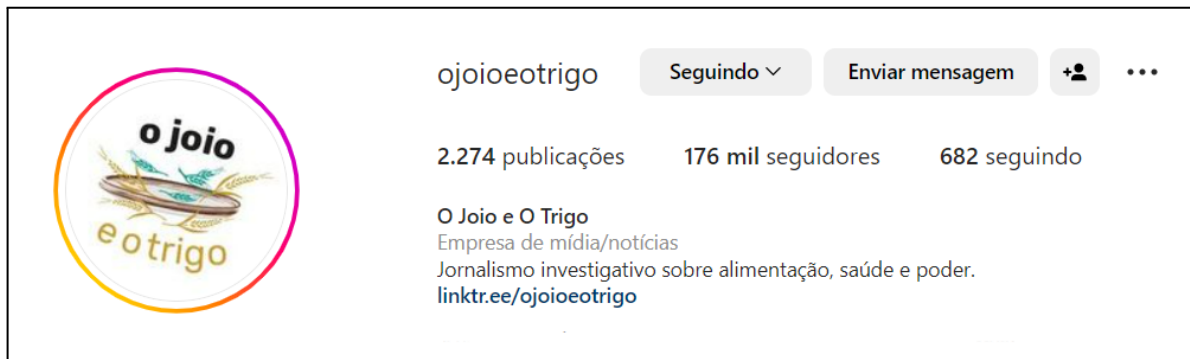 ojoioeotrigo Seguindo Enviar mensagem
o joio
e o trigo
2.274 publicações 176 mil seguidores 682 seguindo
O Joio e O Trigo
Empresa de mídia/notícias
Jornalismo investigativo sobre alimentação, saúde e poder.
linktr.ee/ojoioeotrigo